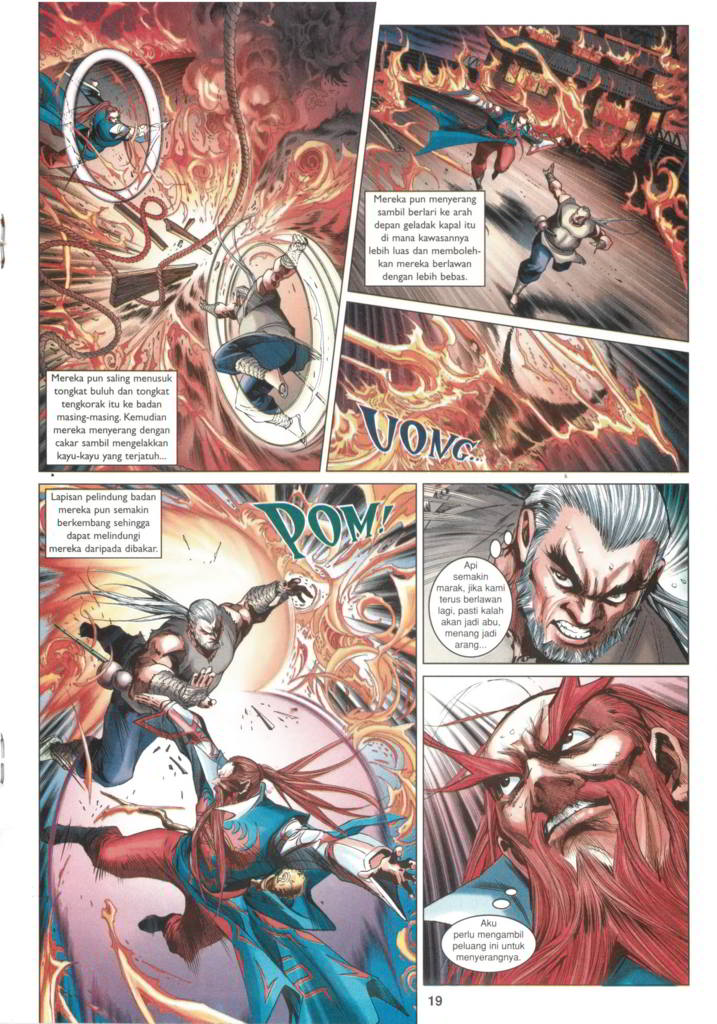 Mereka pun saling menusuk
tongkat buluh dan tongkat
tengkorak itu ke badan
masing-masing. Kemudian
mereka menyerang dengan
cakar sambil mengelakkan
kayu-kayu yang terjatuh...
Mereka pun menyerang
sambil berlari ke arah
depan geladak kapal itu
di mana kawasannya
lebih luas dan memboleh-
kan mereka berlawan
dengan lebih bebas.
UONG...
Lapisan pelindung badan
mereka pun semakin
berkembang sehingga
dapat melindungi
mereka daripada dibakar.
POM!
Api
semakin
marak, jika kami
terus berlawan
lagi, pasti kalah
akan jadi abu,
menang jadi
arang...
Aku
perlu mengambil
peluang ini untuk
menyerangnya.
19